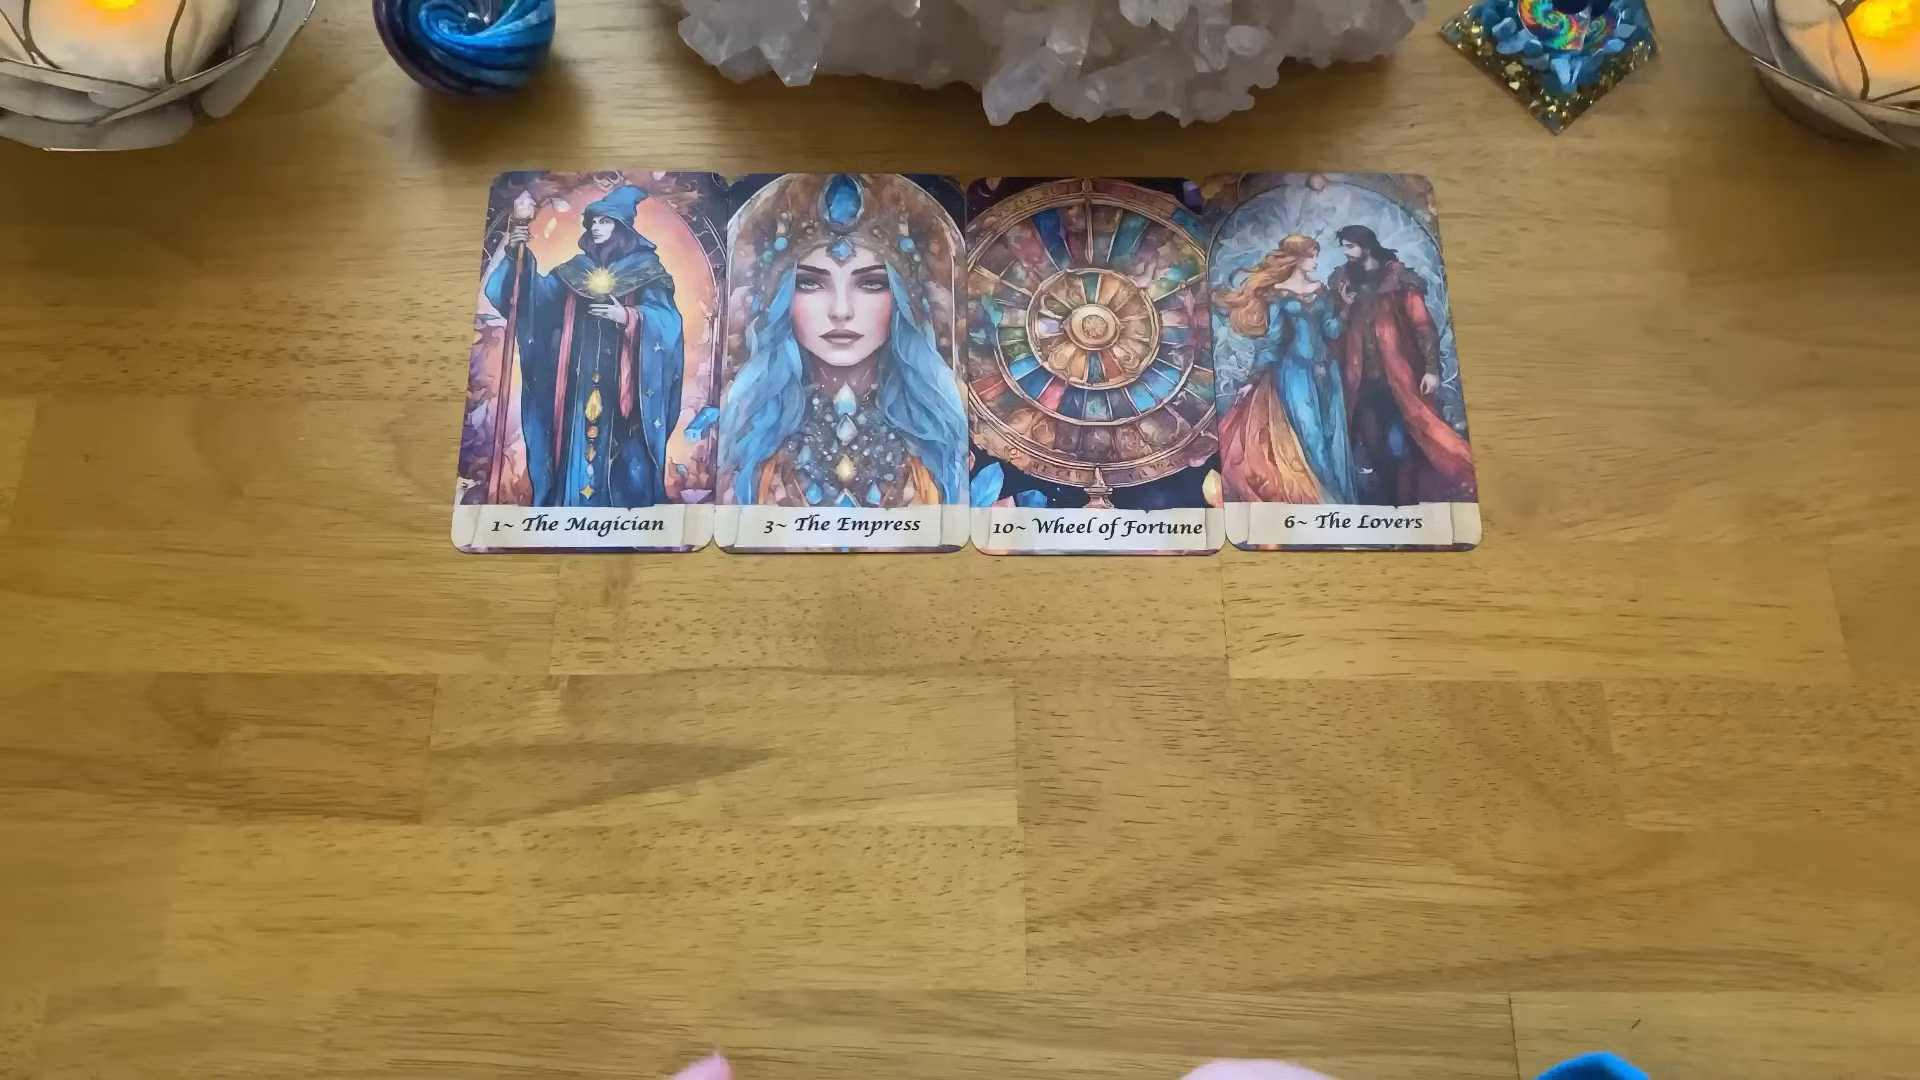 1~ The Magician
3~ The Empress
10~ Wheel of Fortune
6~ The Lovers